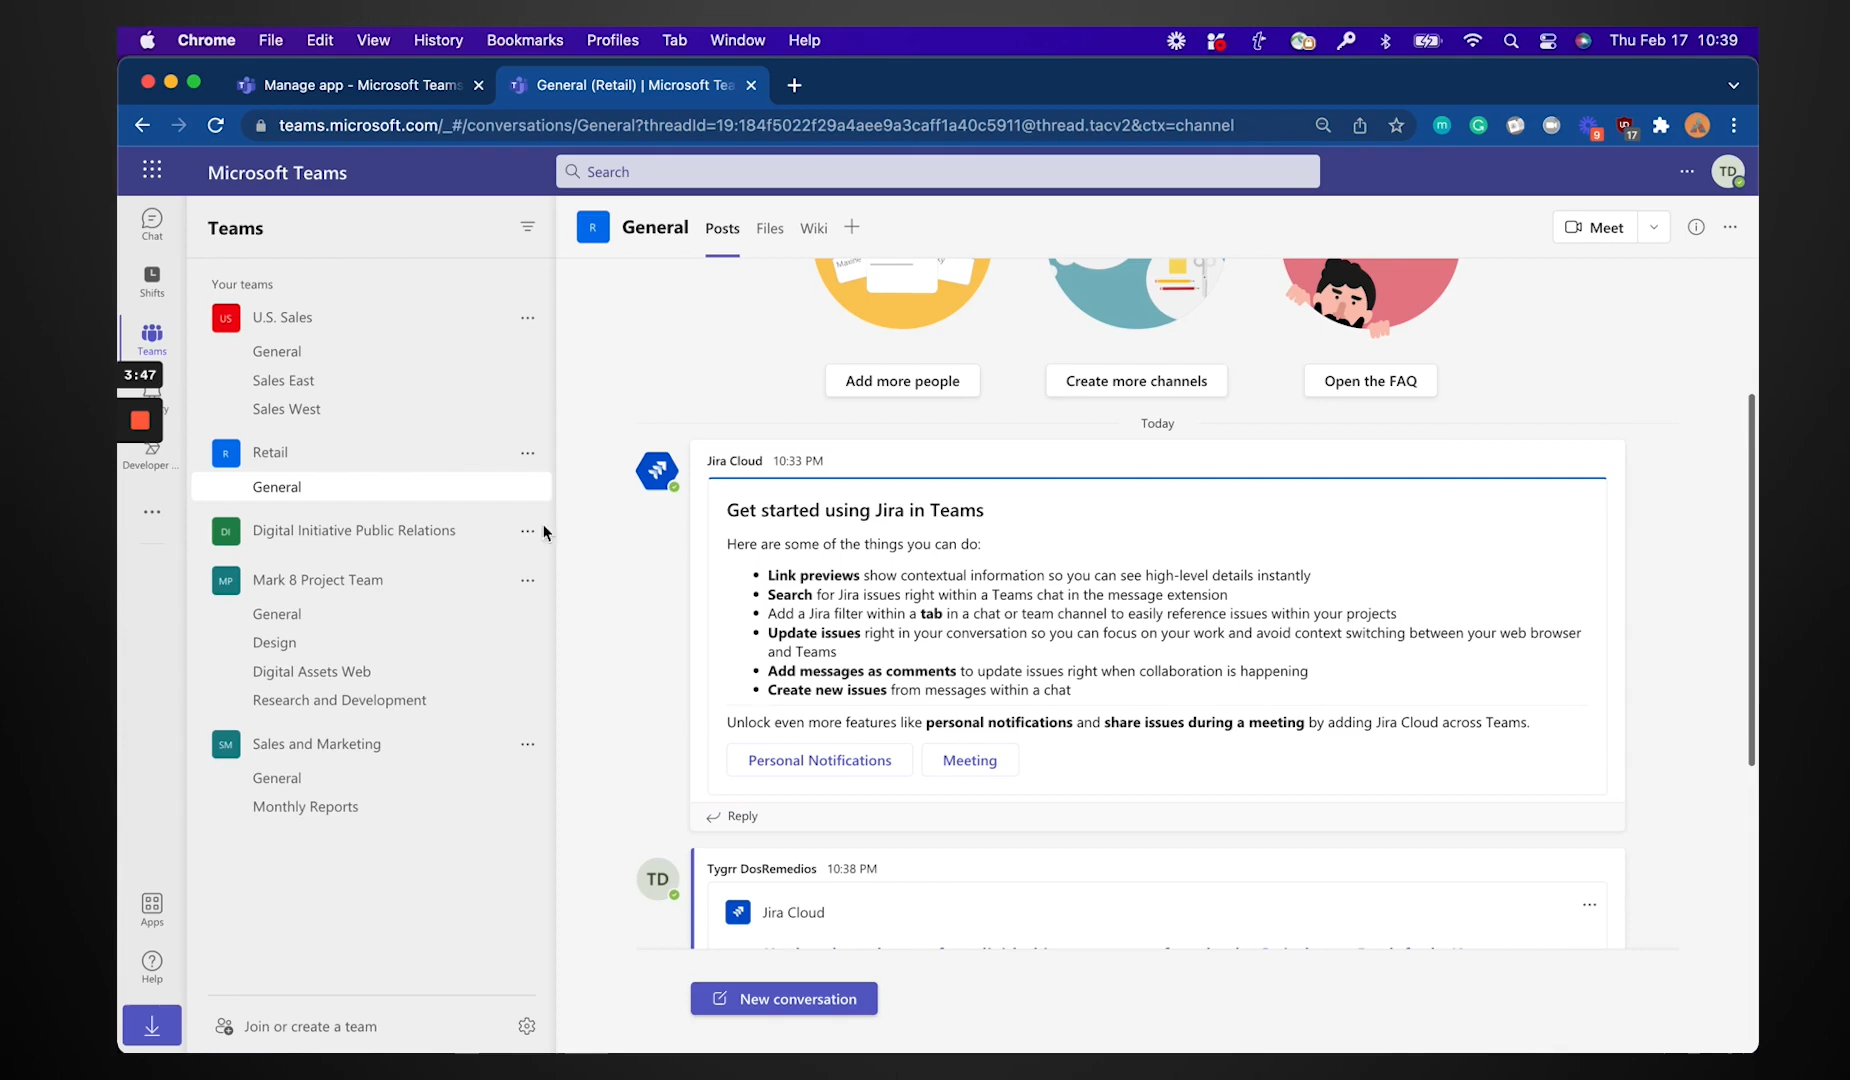 Chrome File Edit View History Bookmarks Profiles Tab Window Help Thu Feb 17 10:39
Manage app - Microsoft Teams
General (Retail) | Microsoft Tea
teams.microsoft.com/_#/conversations/General?threadId=19:184f5022f29a4aee9a3caff1a40c5911@thread.tacv2&ctx=channel
9
17
Microsoft Teams
Search
TD
Chat
Shifts
Teams
3:47
Developer ...
Apps
Help
Teams
Your teams
US U.S. Sales
General
Sales East
Sales West
R Retail
General
DI Digital Initiative Public Relations
MP Mark 8 Project Team
General
Design
Digital Assets Web
Research and Development
SM Sales and Marketing
General
Monthly Reports
Join or create a team
R General Posts Files Wiki
Meet
Add more people
Create more channels
Open the FAQ
Today
Jira Cloud 10:33 PM
Get started using Jira in Teams
Here are some of the things you can do:
• Link previews show contextual information so you can see high-level details instantly
• Search for Jira issues right within a Teams chat in the message extension
• Add a Jira filter within a tab in a chat or team channel to easily reference issues within your projects
• Update issues right in your conversation so you can focus on your work and avoid context switching between your web browser
and Teams
• Add messages as comments to update issues right when collaboration is happening
• Create new issues from messages within a chat
Unlock even more features like personal notifications and share issues during a meeting by adding Jira Cloud across Teams.
Personal Notifications
Meeting
Reply
TD
Tygrr DosRemedios 10:38 PM
Jira Cloud
New conversation